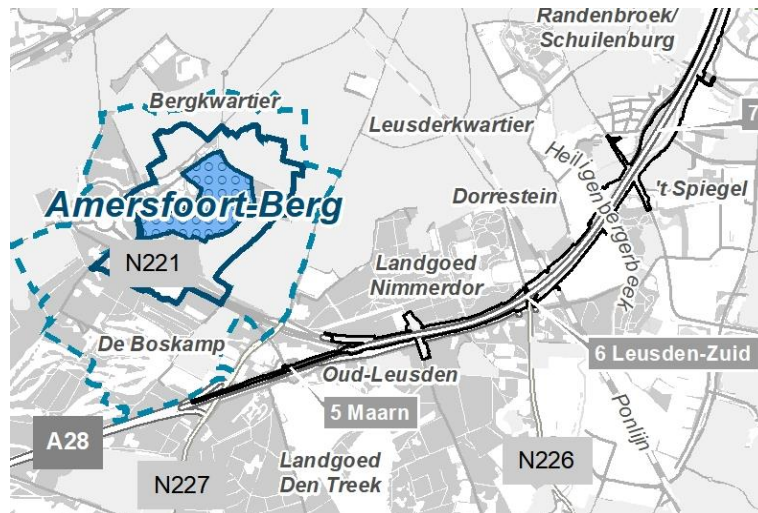 Randenbroek/
Schuilenburg
Bergkwartier
Leusderkwartier
7
Heiligenbergerbeek
't Spiegel
Dorrestein
Amersfoort-Berg
N221
Landgoed
Nimmerdor
De Boskamp
6 Leusden-Zuid
Oud-Leusden
5 Maarn
Ponlijn
A28
N227
Landgoed
Den Treek
N226